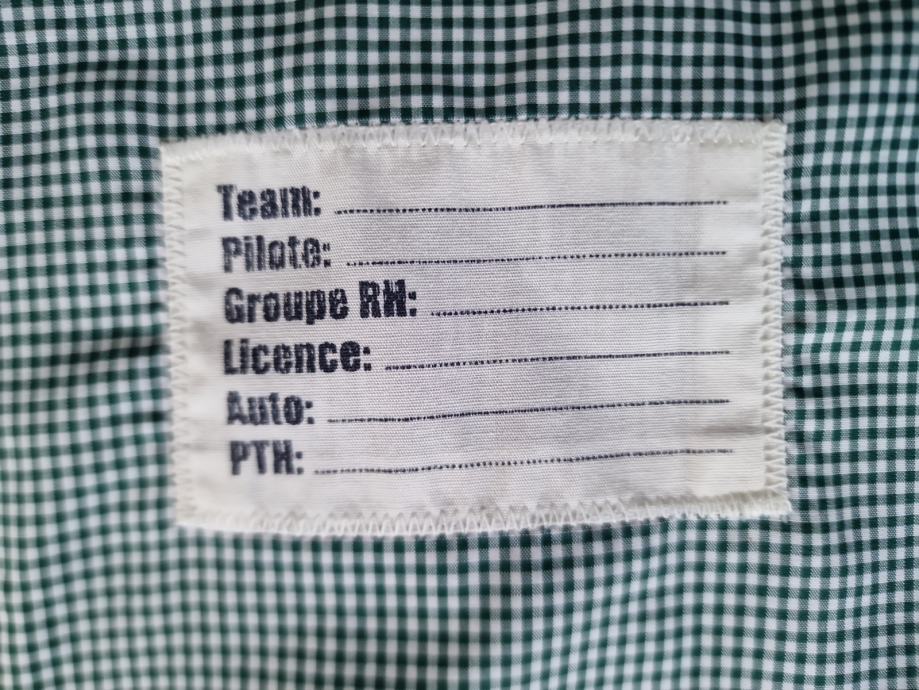 Team:
Pilote:
Groupe RH:
Licence:
Auto:
PTH: